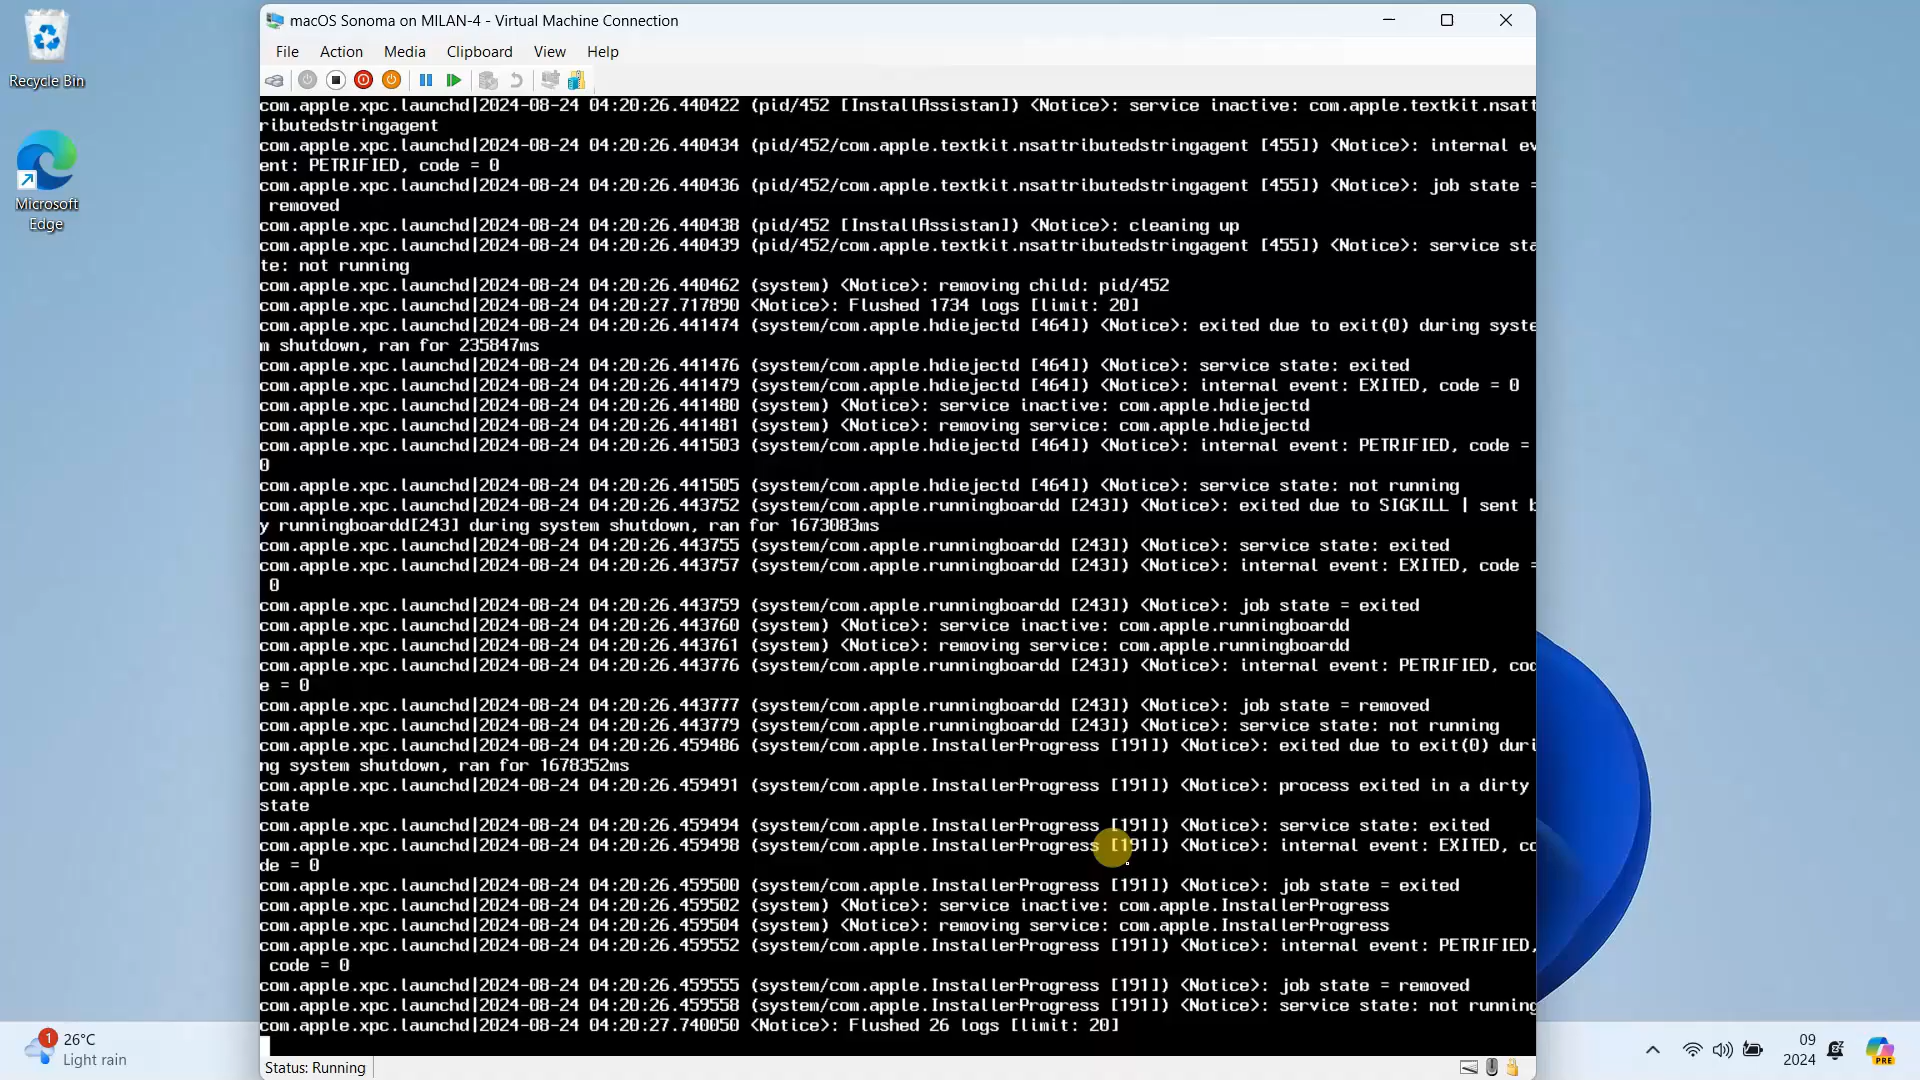 Recycle Bin
Microsoft
Edge
macOS Sonoma on MILAN-4 - Virtual Machine Connection
File Action Media Clipboard View Help
com.apple.xpc.launchd|2024-08-24 04:20:26.440422 (pid/452 [InstallAssistan]) <Notice>: service inactive: com.apple.textkit.nsatt
ributedstringagent
com.apple.xpc.launchd|2024-08-24 04:20:26.440434 (pid/452/com.apple.textkit.nsattributedstringagent [455]) <Notice>: internal ev
ent: PETRIFIED, code = 0
com.apple.xpc.launchd|2024-08-24 04:20:26.440436 (pid/452/com.apple.textkit.nsattributedstringagent [455]) <Notice>: job state =
removed
com.apple.xpc.launchd|2024-08-24 04:20:26.440438 (pid/452 [InstallAssistan]) <Notice>: cleaning up
com.apple.xpc.launchd|2024-08-24 04:20:26.440439 (pid/452/com.apple.textkit.nsattributedstringagent [455]) <Notice>: service sta
te: not running
com.apple.xpc.launchd|2024-08-24 04:20:26.440462 (system) <Notice>: removing child: pid/452
com.apple.xpc.launchd|2024-08-24 04:20:27.717890 <Notice>: Flushed 1734 logs [limit: 20]
com.apple.xpc.launchd|2024-08-24 04:20:26.441474 (system/com.apple.hdiejectd [464]) <Notice>: exited due to exit(0) during syste
m shutdown, ran for 235847ms
com.apple.xpc.launchd|2024-08-24 04:20:26.441476 (system/com.apple.hdiejectd [464]) <Notice>: service state: exited
com.apple.xpc.launchd|2024-08-24 04:20:26.441479 (system/com.apple.hdiejectd [464]) <Notice>: internal event: EXITED, code = 0
com.apple.xpc.launchd|2024-08-24 04:20:26.441480 (system) <Notice>: service inactive: com.apple.hdiejectd
com.apple.xpc.launchd|2024-08-24 04:20:26.441481 (system) <Notice>: removing service: com.apple.hdiejectd
com.apple.xpc.launchd|2024-08-24 04:20:26.441503 (system/com.apple.hdiejectd [464]) <Notice>: internal event: PETRIFIED, code =
0
com.apple.xpc.launchd|2024-08-24 04:20:26.441505 (system/com.apple.hdiejectd [464]) <Notice>: service state: not running
com.apple.xpc.launchd|2024-08-24 04:20:26.443752 (system/com.apple.runningboardd [243]) <Notice>: exited due to SIGKILL | sent b
y runningboardd[243] during system shutdown, ran for 1673083ms
com.apple.xpc.launchd|2024-08-24 04:20:26.443755 (system/com.apple.runningboardd [243]) <Notice>: service state: exited
com.apple.xpc.launchd|2024-08-24 04:20:26.443757 (system/com.apple.runningboardd [243]) <Notice>: internal event: EXITED, code =
0
com.apple.xpc.launchd|2024-08-24 04:20:26.443759 (system/com.apple.runningboardd [243]) <Notice>: job state = exited
com.apple.xpc.launchd|2024-08-24 04:20:26.443760 (system) <Notice>: service inactive: com.apple.runningboardd
com.apple.xpc.launchd|2024-08-24 04:20:26.443761 (system) <Notice>: removing service: com.apple.runningboardd
com.apple.xpc.launchd|2024-08-24 04:20:26.443776 (system/com.apple.runningboardd [243]) <Notice>: internal event: PETRIFIED, cod
e = 0
com.apple.xpc.launchd|2024-08-24 04:20:26.443777 (system/com.apple.runningboardd [243]) <Notice>: job state = removed
com.apple.xpc.launchd|2024-08-24 04:20:26.443779 (system/com.apple.runningboardd [243]) <Notice>: service state: not running
com.apple.xpc.launchd|2024-08-24 04:20:26.459486 (system/com.apple.InstallerProgress [191]) <Notice>: exited due to exit(0) duri
ng system shutdown, ran for 1678352ms
com.apple.xpc.launchd|2024-08-24 04:20:26.459491 (system/com.apple.InstallerProgress [191]) <Notice>: process exited in a dirty
state
com.apple.xpc.launchd|2024-08-24 04:20:26.459494 (system/com.apple.InstallerProgress [191]) <Notice>: service state: exited
com.apple.xpc.launchd|2024-08-24 04:20:26.459498 (system/com.apple.InstallerProgress [191]) <Notice>: internal event: EXITED, co
de = 0
com.apple.xpc.launchd|2024-08-24 04:20:26.459500 (system/com.apple.InstallerProgress [191]) <Notice>: job state = exited
com.apple.xpc.launchd|2024-08-24 04:20:26.459502 (system) <Notice>: service inactive: com.apple.InstallerProgress
com.apple.xpc.launchd|2024-08-24 04:20:26.459504 (system) <Notice>: removing service: com.apple.InstallerProgress
com.apple.xpc.launchd|2024-08-24 04:20:26.459552 (system/com.apple.InstallerProgress [191]) <Notice>: internal event: PETRIFIED,
code = 0
com.apple.xpc.launchd|2024-08-24 04:20:26.459555 (system/com.apple.InstallerProgress [191]) <Notice>: job state = removed
com.apple.xpc.launchd|2024-08-24 04:20:26.459558 (system/com.apple.InstallerProgress [191]) <Notice>: service state: not running
com.apple.xpc.launchd|2024-08-24 04:20:27.740050 <Notice>: Flushed 26 logs [limit: 20]
Status: Running
1
26°C
Light rain
09
2024
PRE